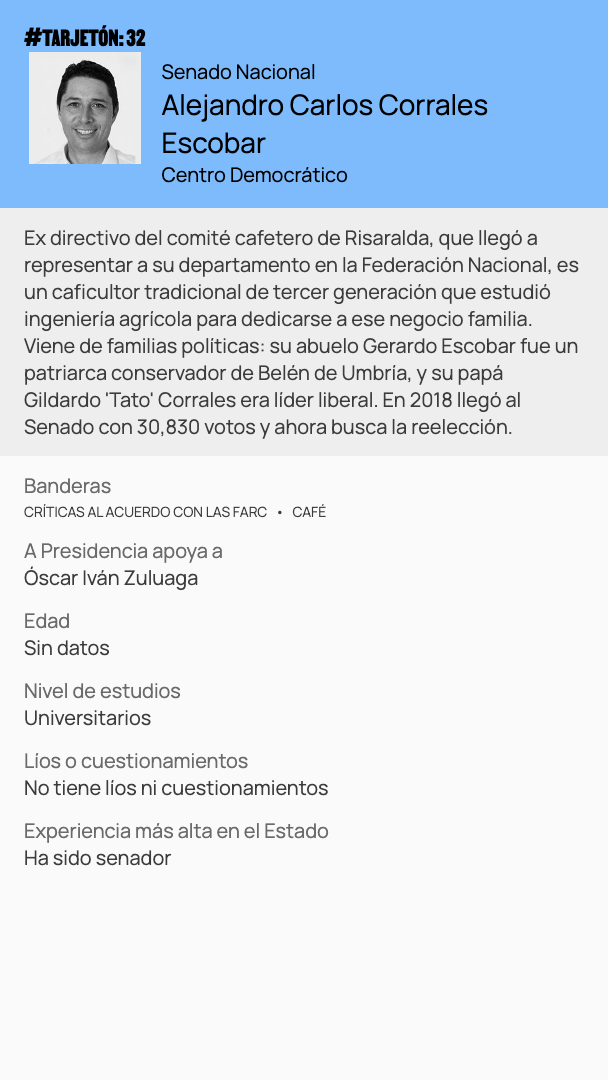 #TARJETÓN: 32
Senado Nacional
Alejandro Carlos Corrales
Escobar
Centro Democrático
Ex directivo del comité cafetero de Risaralda, que llegó a
representar a su departamento en la Federación Nacional, es
un caficultor tradicional de tercer generación que estudió
ingeniería agrícola para dedicarse a ese negocio familia.
Viene de familias políticas: su abuelo Gerardo Escobar fue un
patriarca conservador de Belén de Umbría, y su papá
Gildardo 'Tato' Corrales era líder liberal. En 2018 llegó al
Senado con 30,830 votos y ahora busca la reelección.
Banderas
CRÍTICAS AL ACUERDO CON LAS FARC • CAFÉ
A Presidencia apoya a
Óscar Iván Zuluaga
Edad
Sin datos
Nivel de estudios
Universitarios
Líos o cuestionamientos
No tiene líos ni cuestionamientos
Experiencia más alta en el Estado
Ha sido senador